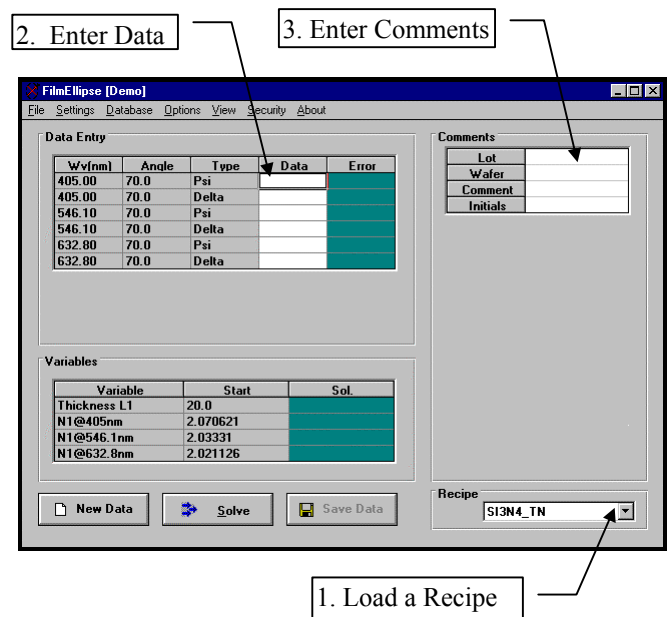 2. Enter Data
3. Enter Comments
FilmEllipse [Demo]
File Settings Database Options View Security About
Data Entry
Wv(nm) Angle Type Data Error
405.00 70.0 Psi
405.00 70.0 Delta
546.10 70.0 Psi
546.10 70.0 Delta
632.80 70.0 Psi
632.80 70.0 Delta
Comments
Lot
Wafer
Comment
Initials
Variables
Variable Start Sol.
Thickness L1 20.0
N1@405nm 2.070621
N1@546.1nm 2.03331
N1@632.8nm 2.021126
New Data Solve Save Data
Recipe
SI3N4_TN
1. Load a Recipe